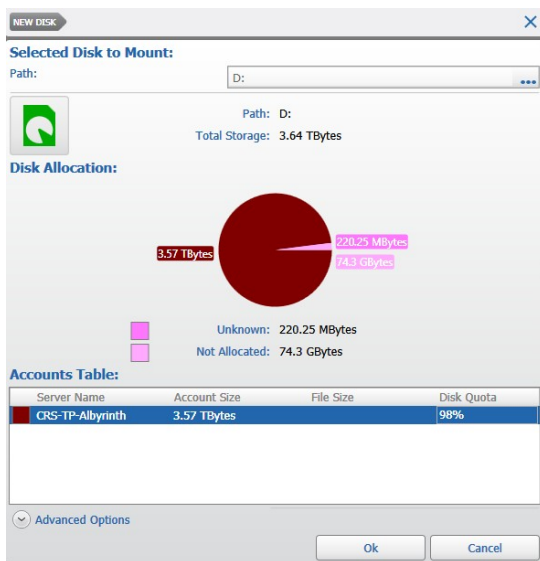 NEW DISK
Selected Disk to Mount:
Path:
D:
...
Path: D:
Total Storage: 3.64 TBytes
Disk Allocation:
3.57 TBytes
220.25 MBytes
74.3 GBytes
Unknown: 220.25 MBytes
Not Allocated: 74.3 GBytes
Accounts Table:
Server Name Account Size File Size Disk Quota
CRS-TP-Albyrinth 3.57 TBytes 98%
Advanced Options
Ok Cancel